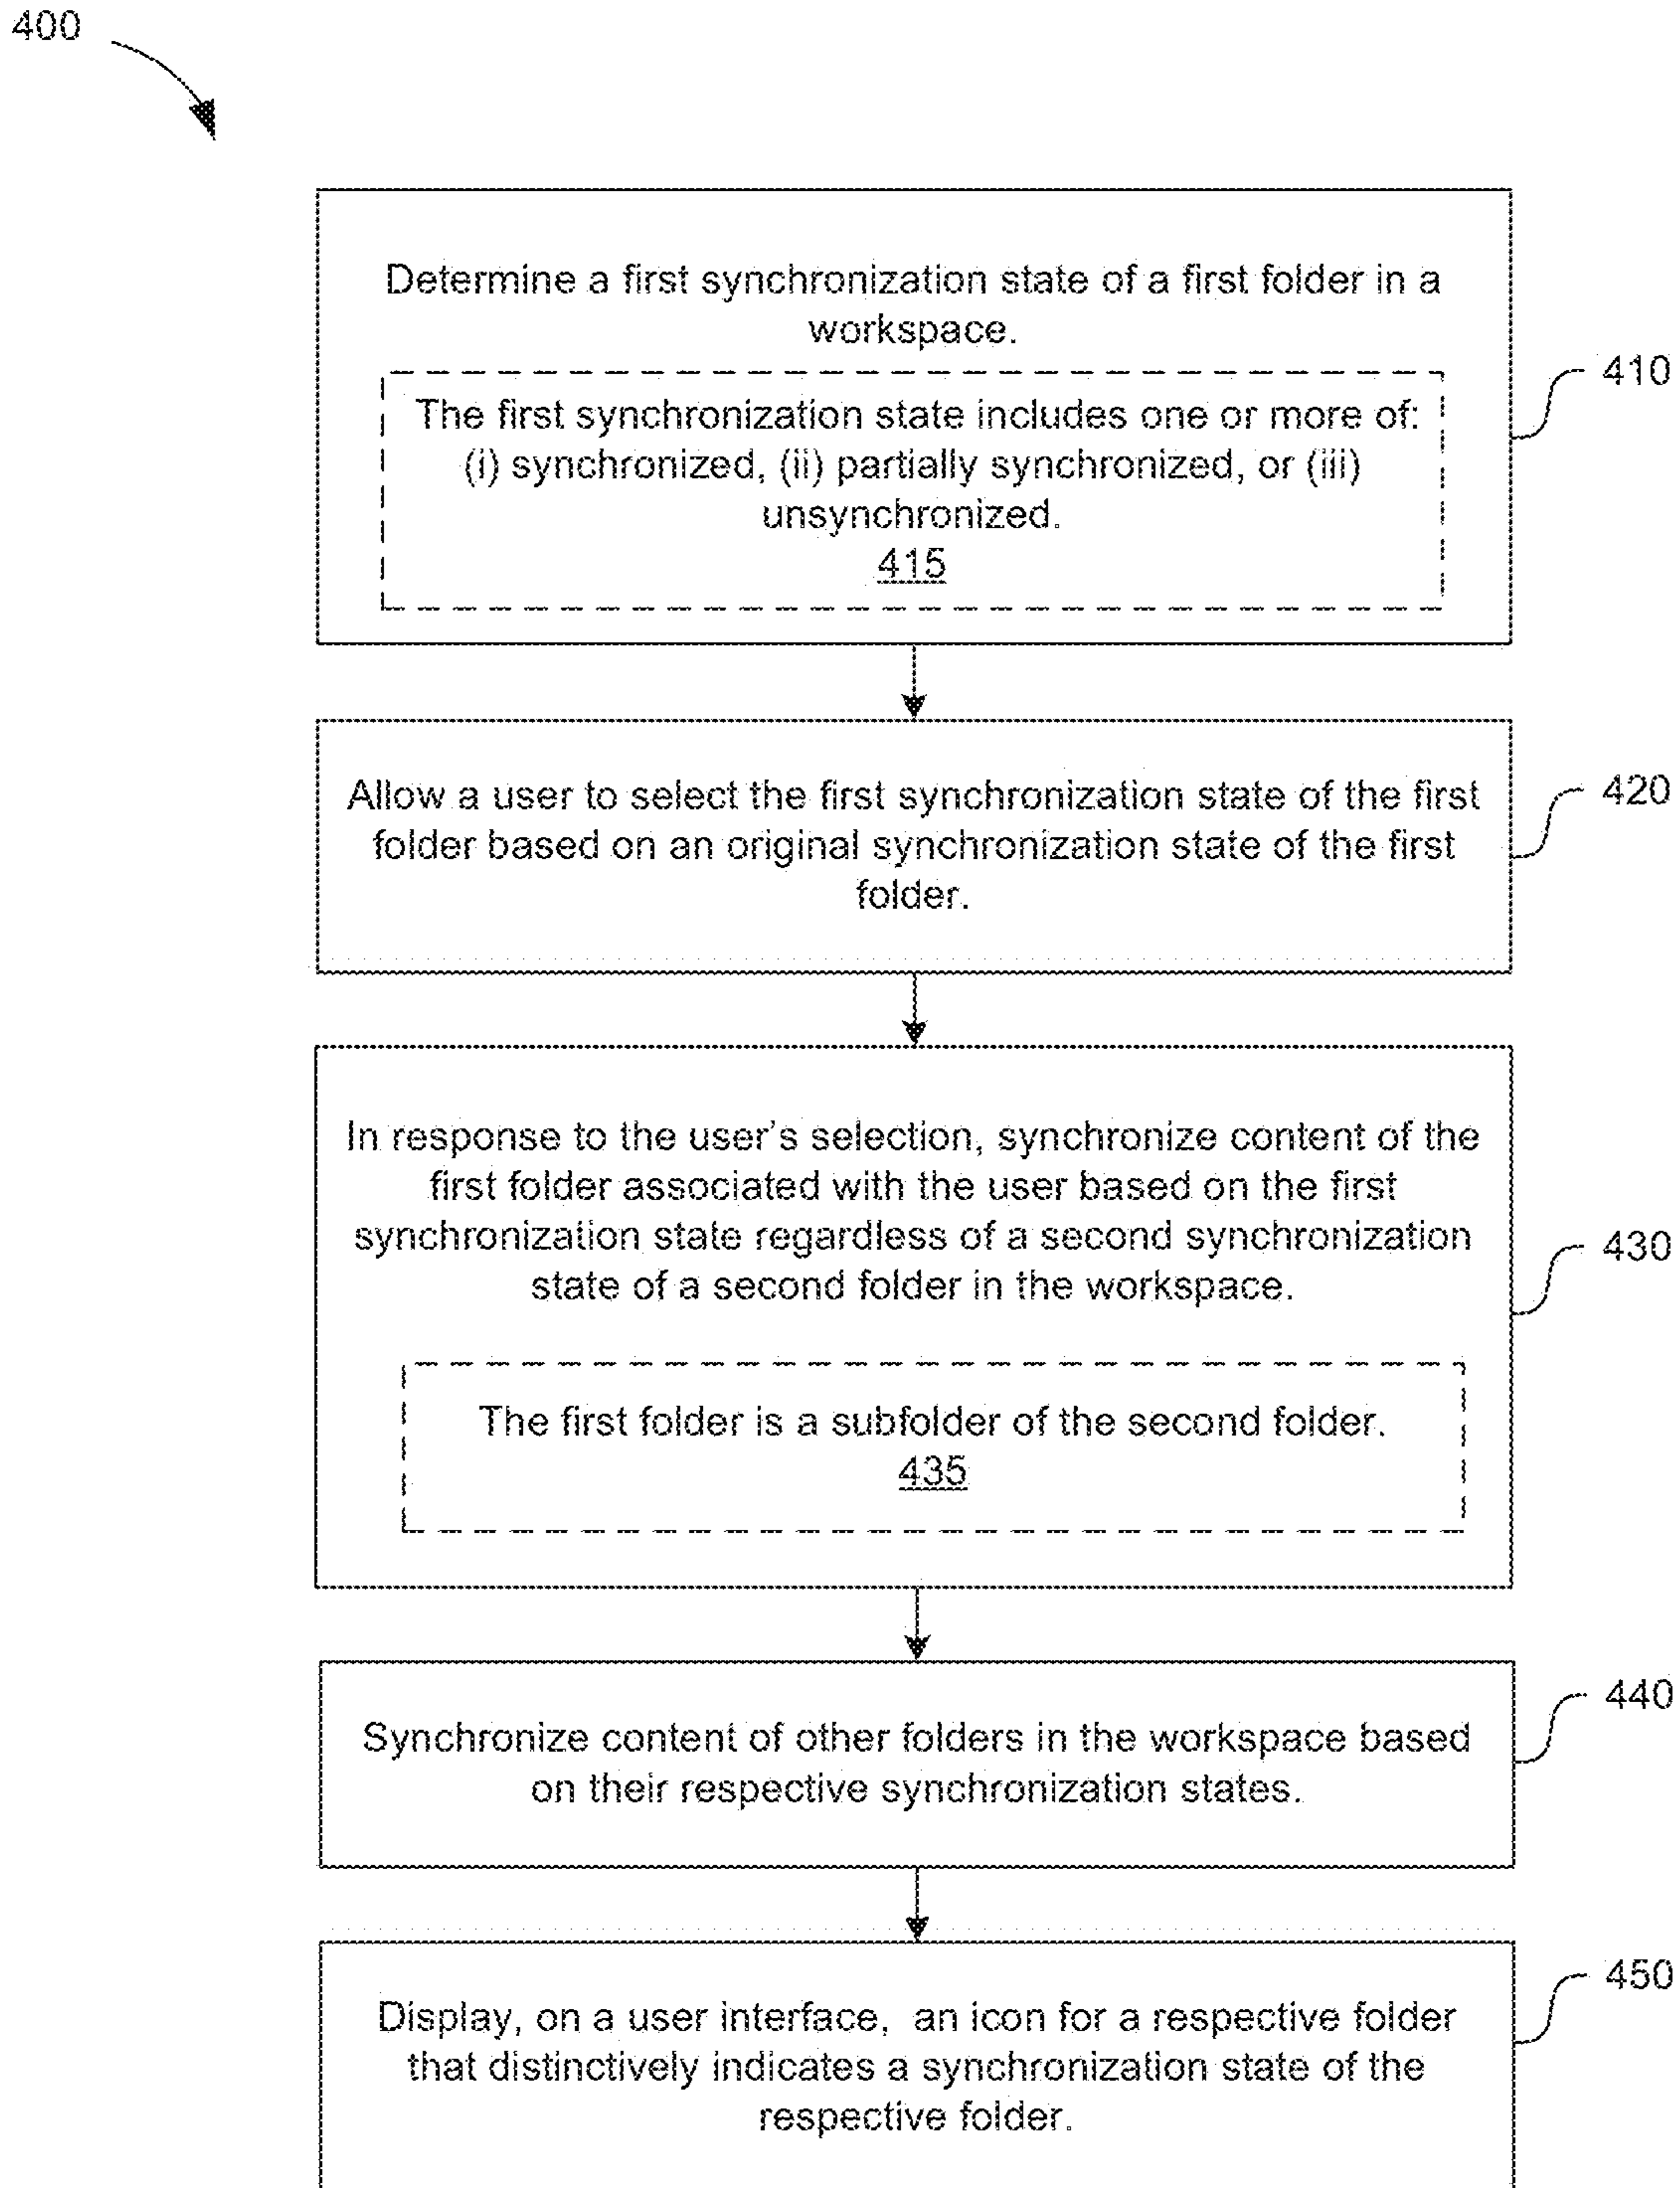 400
Determine a first synchronization state of a first folder in a
workspace.
410
The first synchronization state includes one or more of:
(i) synchronized, (ii) partially synchronized, or (iii)
unsynchronized.
415
Allow a user to select the first synchronization state of the first
folder based on an original synchronization state of the first
folder.
420
In response to the user's selection, synchronize content of the
first folder associated with the user based on the first
synchronization state regardless of a second synchronization
state of a second folder in the workspace.
430
The first folder is a subfolder of the second folder.
435
Synchronize content of other folders in the workspace based
on their respective synchronization states.
440
Display, on a user interface, an icon for a respective folder
that distinctively indicates a synchronization state of the
respective folder.
450